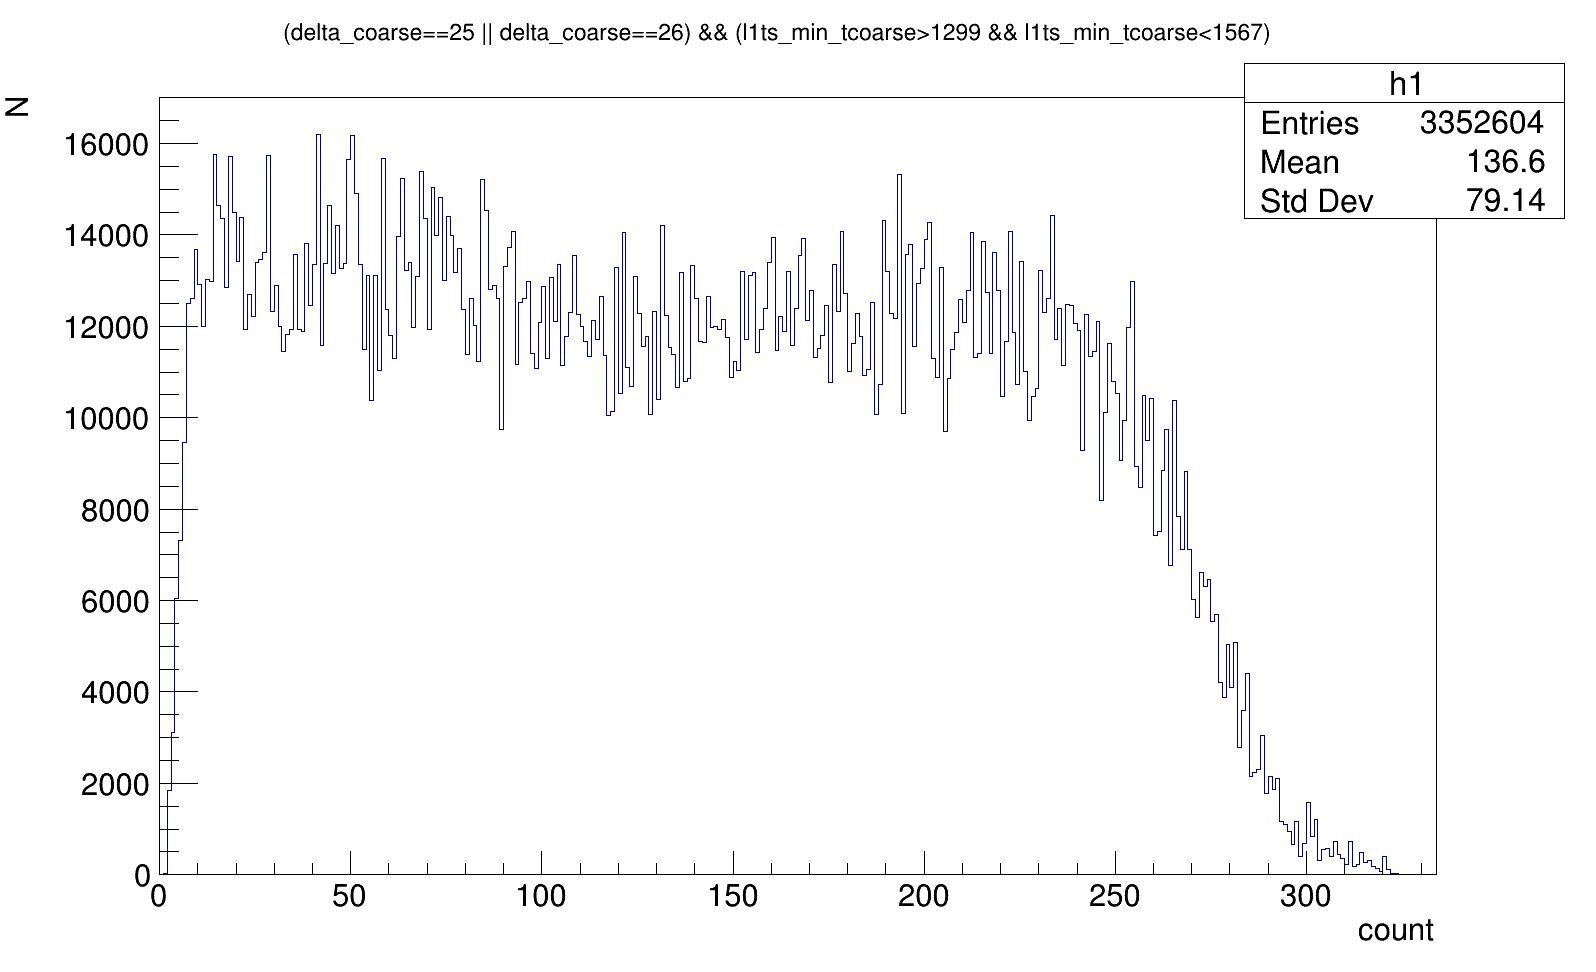 (delta_coarse==25 || delta_coarse==26) && (l1ts_min_tcoarse>1299 && l1ts_min_tcoarse<1567)
h1
Entries 3352604
Mean 136.6
Std Dev 79.14
N
16000
14000
12000
10000
8000
6000
4000
2000
0
0 50 100 150 200 250 300
count